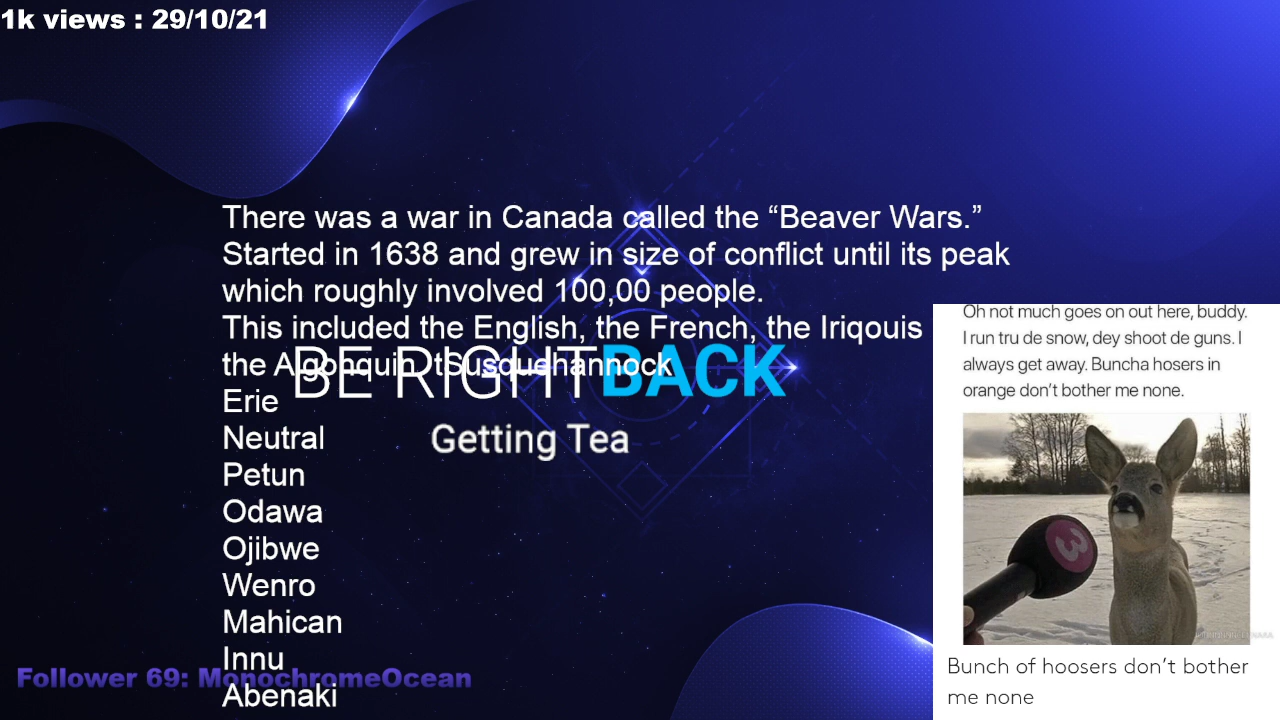 1k views : 29/10/21
There was a war in Canada called the “Beaver Wars.”
Started in 1638 and grew in size of conflict until its peak
which roughly involved 100,00 people.
This included the English, the French, the Iriqouis
the Algonquin, tSusquehannock
BE RIGHTBACK
Erie
Getting Tea
Neutral
Petun
Odawa
Ojibwe
Wenro
Mahican
Innu
Follower 69: MonochromeOcean
Abenaki
Oh not much goes on out here, buddy.
I run tru de snow, dey shoot de guns. I
always get away. Buncha hosers in
orange don’t bother me none.
3
Bunch of hoosers don’t bother
me none